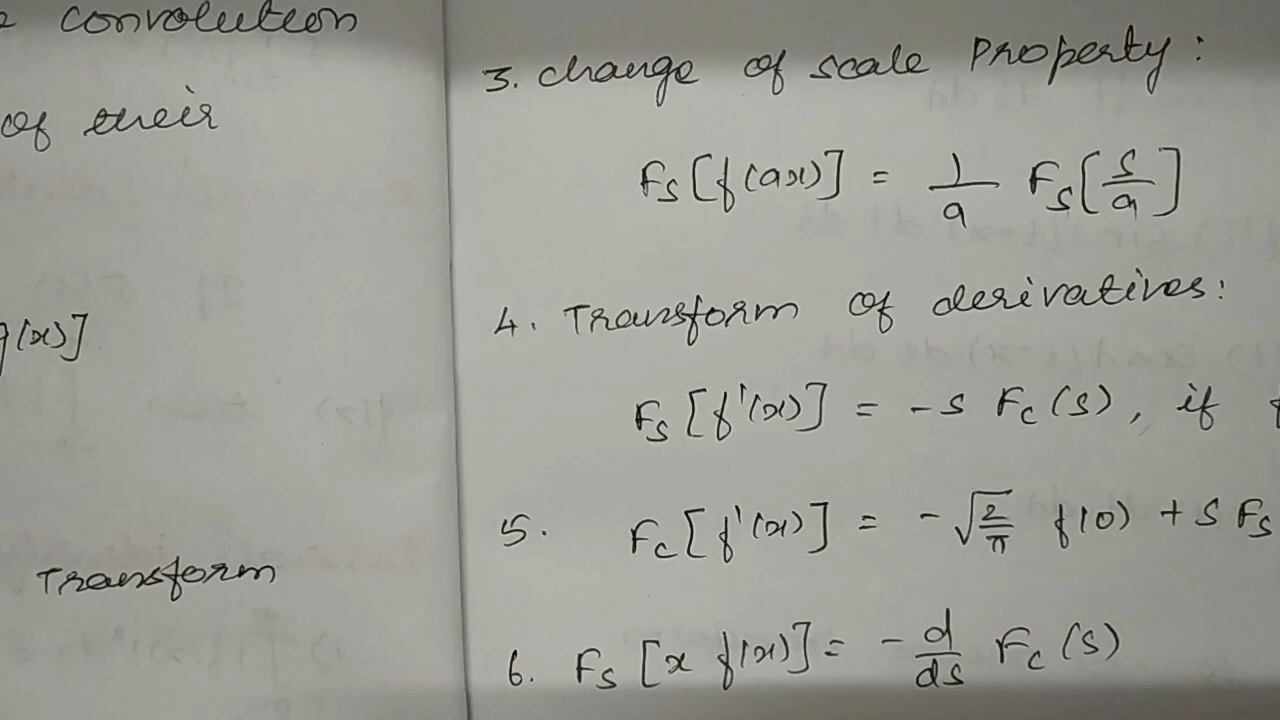 convolution
of their
g(x)]
Transform
3. change of scale property:
Fs[f(ax)] = 1/a Fs[s/a]
4. Transform of derivatives:
Fs[f'(x)] = -s Fc(s), if
5. Fc[f'(x)] = -√(2/π) f(0) + s Fs
6. Fs[x f(x)] = -d/ds Fc(s)